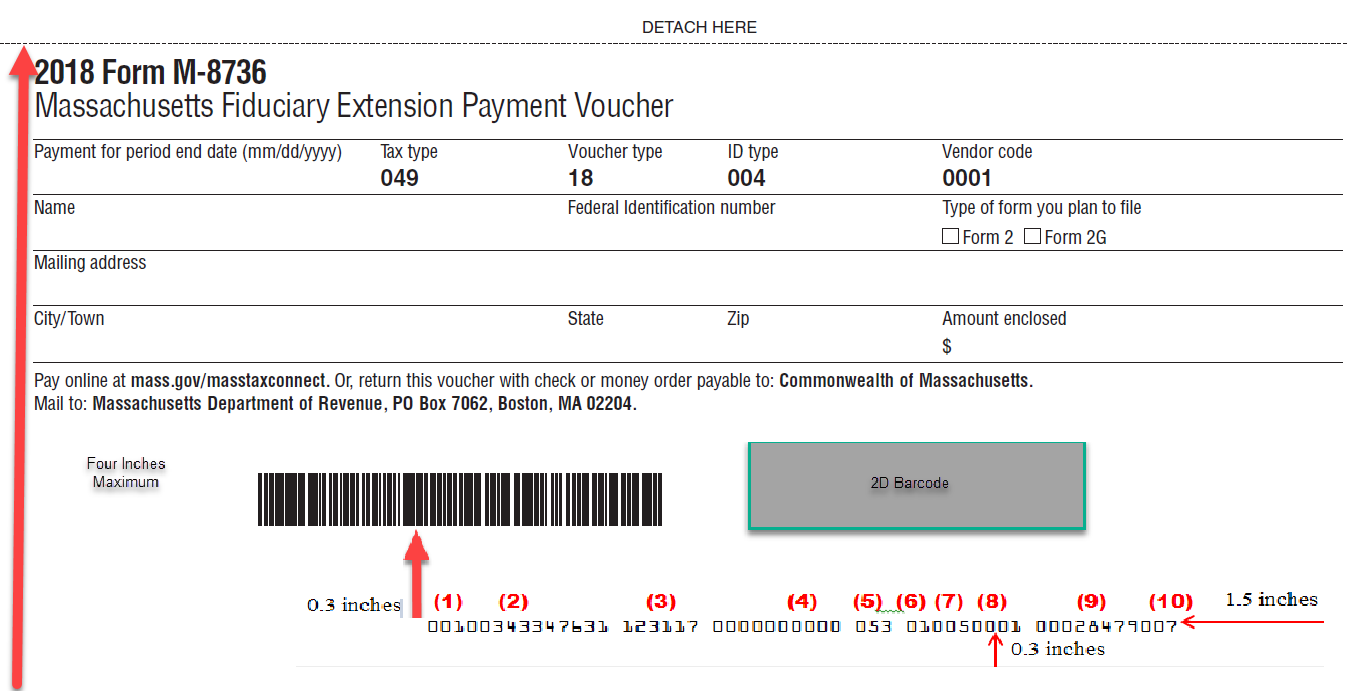 DETACH HERE
2018 Form M-8736
Massachusetts Fiduciary Extension Payment Voucher
Payment for period end date (mm/dd/yyyy) Tax type Voucher type ID type Vendor code
049 18 004 0001
Name Federal Identification number Type of form you plan to file
Form 2 Form 2G
Mailing address
City/Town State Zip Amount enclosed
$
Pay online at mass.gov/masstaxconnect. Or, return this voucher with check or money order payable to: Commonwealth of Massachusetts.
Mail to: Massachusetts Department of Revenue, PO Box 7062, Boston, MA 02204.
Four Inches
Maximum
2D Barcode
0.3 inches (1) (2) (3) (4) (5) (6) (7) (8) (9) (10) 1.5 inches
00100343347631 123117 0000000000 053 010050001 00028479007
0.3 inches